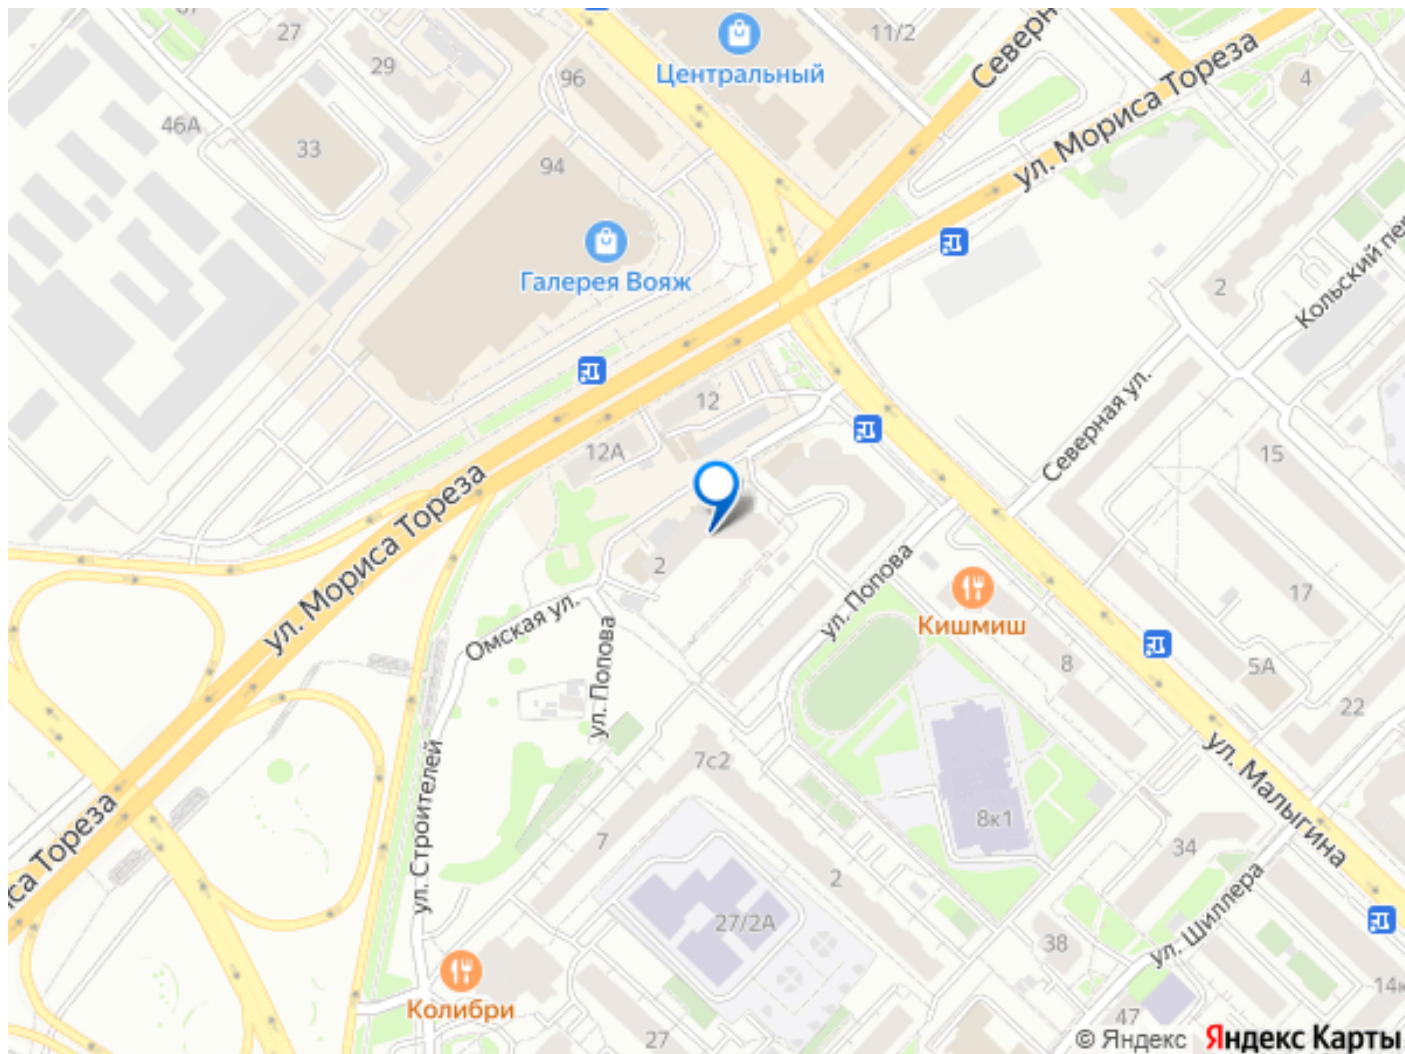 27
29
96
46А
33
94
Центральный
11/2
Северн
ул. Мориса Тореза
4
Галерея Вояж
2
Кольский пер
12
12А
ул. Мориса Тореза
Северная ул.
15
17
2
Омская ул.
ул. Попова
ул. Попова
Кишмиш
8
5А
22
7с2
7
8к1
ул. Малыгина
34
ул. Строителей
са Тореза
2
27/2А
38
ул. Шиллера
Колибри
27
47
14к
© Яндекс Яндекс Карты